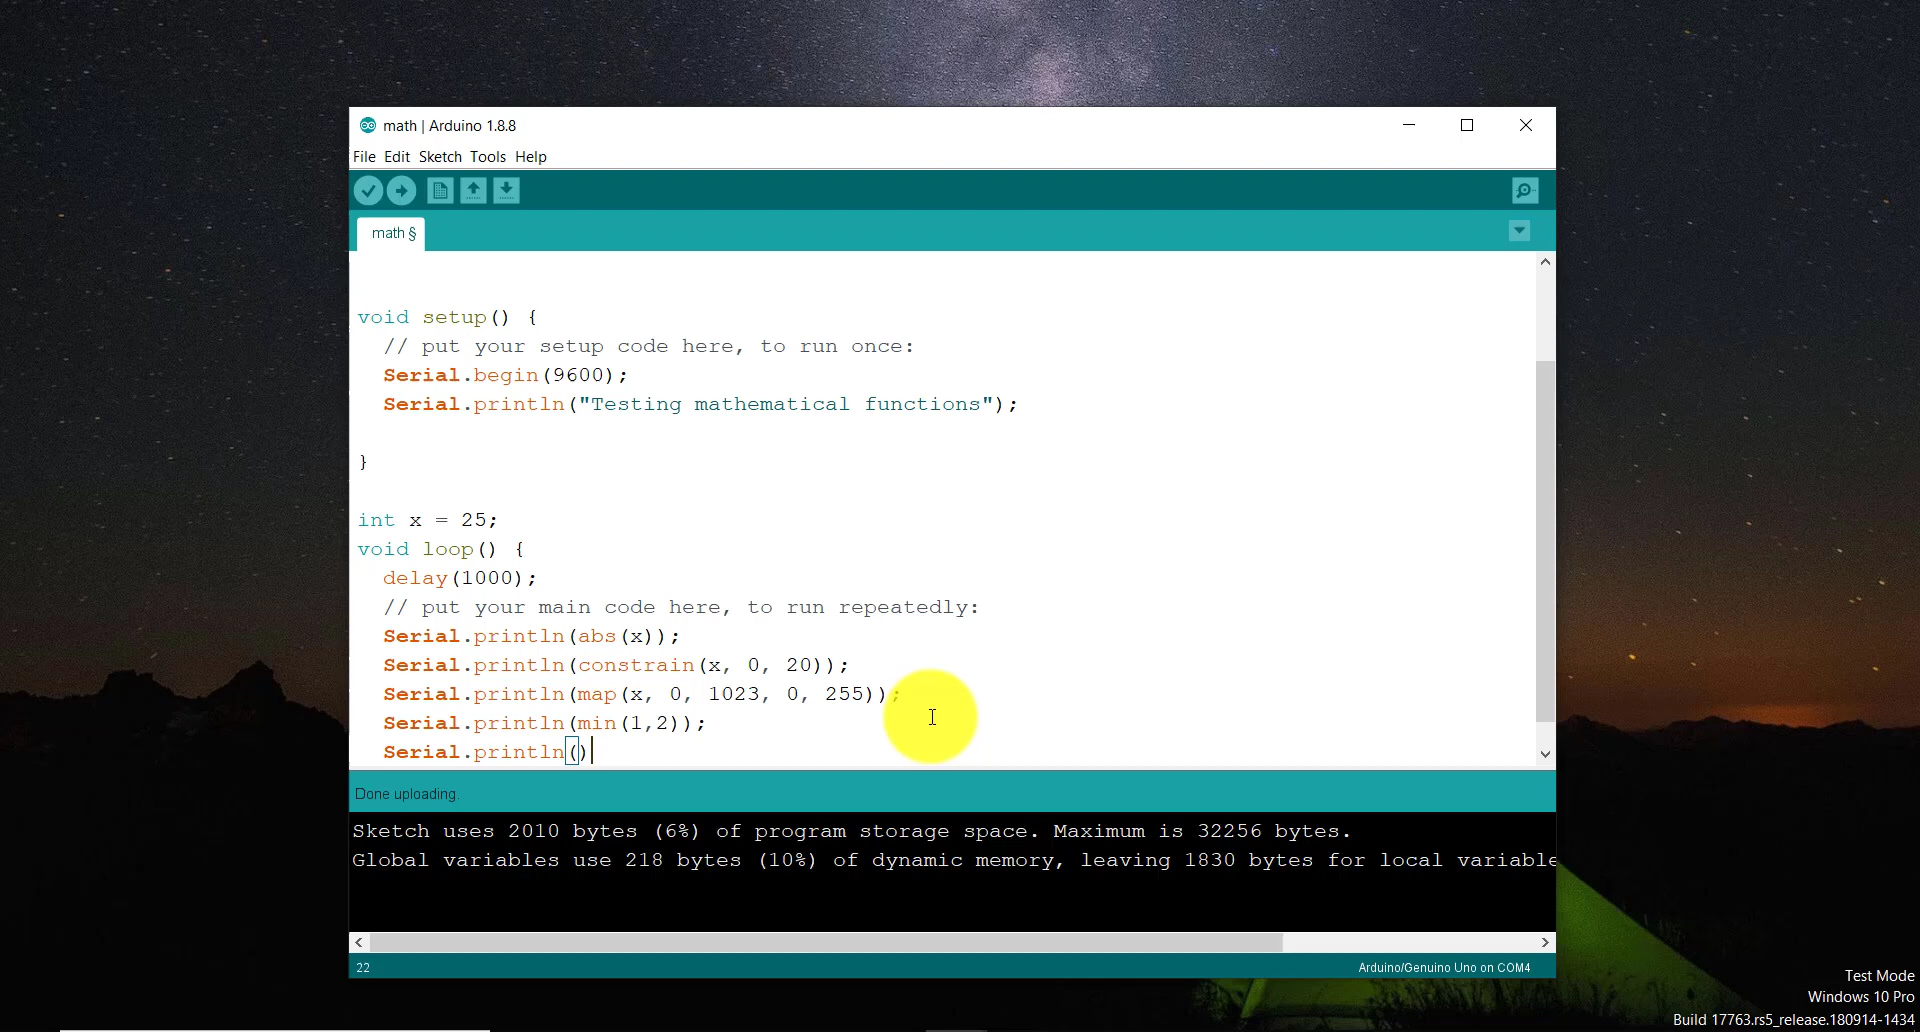 math | Arduino 1.8.8
File Edit Sketch Tools Help
math §
void setup() {
// put your setup code here, to run once:
Serial.begin(9600);
Serial.println("Testing mathematical functions");
}
int x = 25;
void loop() {
delay(1000);
// put your main code here, to run repeatedly:
Serial.println(abs(x));
Serial.println(constrain(x, 0, 20));
Serial.println(map(x, 0, 1023, 0, 255));
Serial.println(min(1,2));
Serial.println()
Done uploading.
Sketch uses 2010 bytes (6%) of program storage space. Maximum is 32256 bytes.
Global variables use 218 bytes (10%) of dynamic memory, leaving 1830 bytes for local variable
22
Arduino/Genuino Uno on COM4
Test Mode
Windows 10 Pro
Build 17763.rs5_release.180914-1434